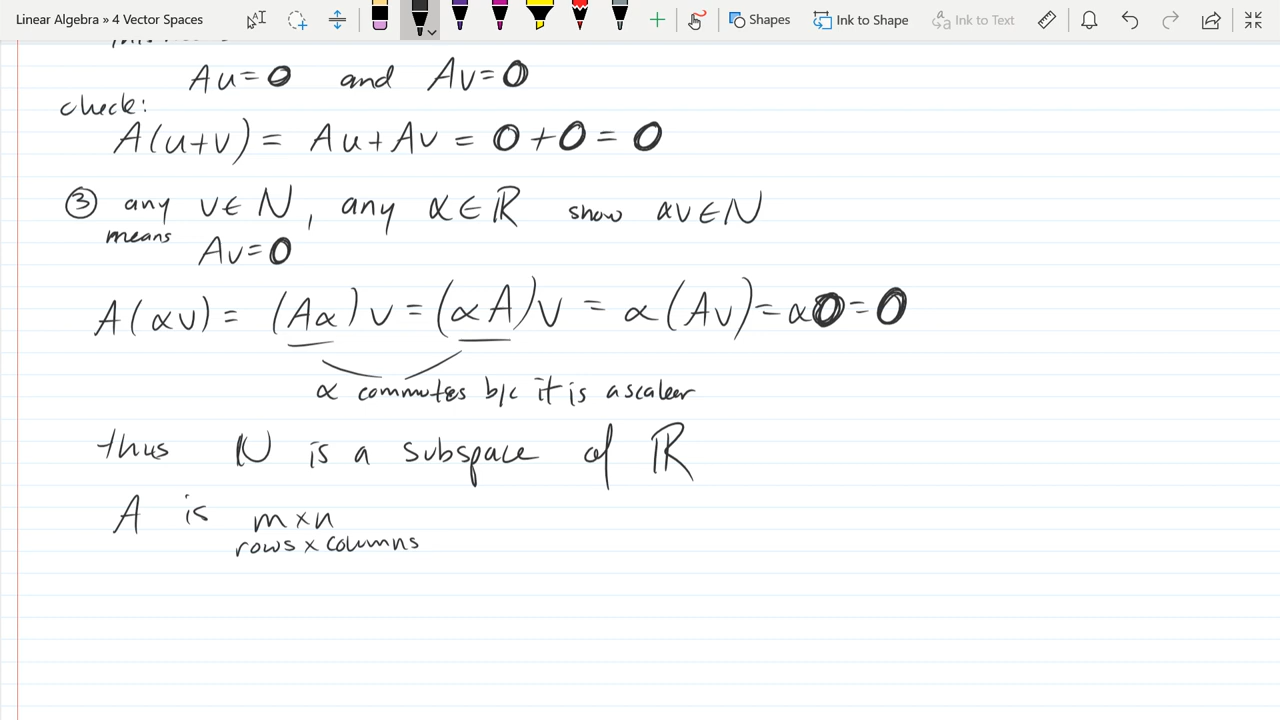 Linear Algebra » 4 Vector Spaces
Shapes
Ink to Shape
Ink to Text
Au=0 and Av=0
check:
A(u+v) = Au+Av = 0+0=0
③ any v∈N, any α∈ℝ show αv∈N
means
Av=0
A(αv) = (Aα)v=(αA)v = α(Av)=α0=0
α commutes b/c it is a scaler
thus N is a subspace of ℝ
A is m×n
rows × columns